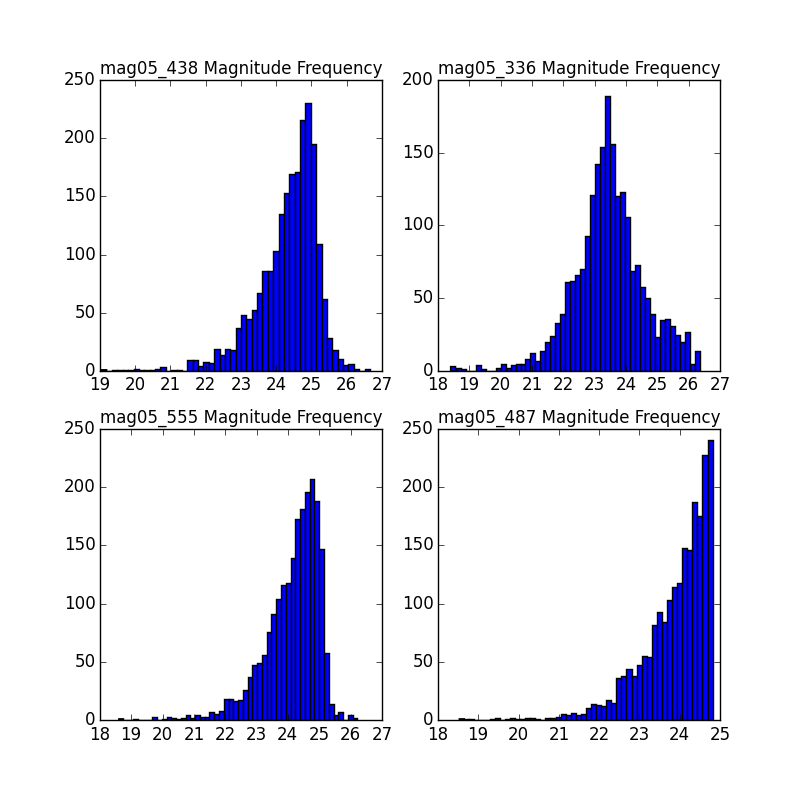 mag05_438 Magnitude Frequency
250
200
150
100
50
0
19 20 21 22 23 24 25 26 27
mag05_336 Magnitude Frequency
200
150
100
50
0
18 19 20 21 22 23 24 25 26 27
mag05_555 Magnitude Frequency
250
200
150
100
50
0
18 19 20 21 22 23 24 25 26 27
mag05_487 Magnitude Frequency
250
200
150
100
50
0
18 19 20 21 22 23 24 25